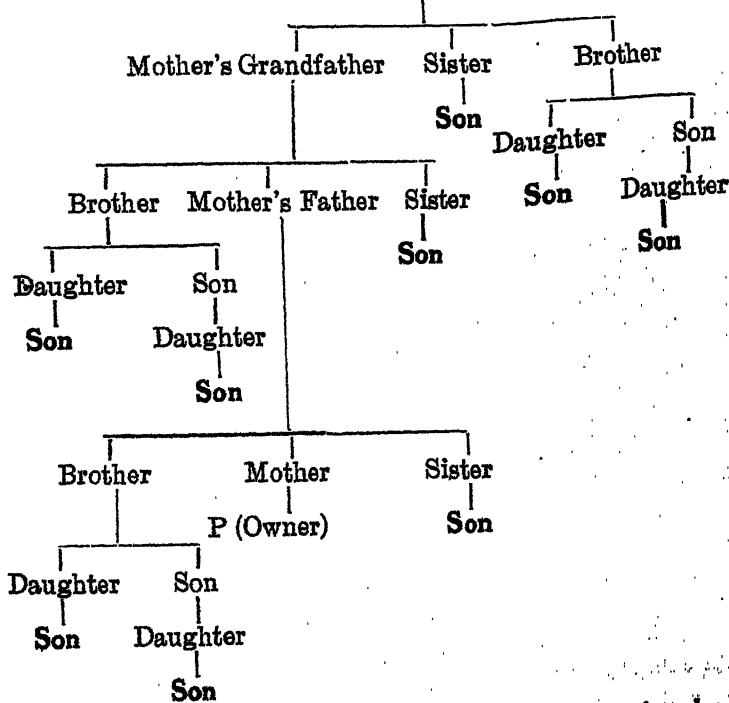 Mother's Grandfather Sister Brother
Son
Daughter Son
Brother Mother's Father Sister Son Daughter
Son Son
Daughter Son
Son Daughter
Son
Brother Mother Sister
P (Owner) Son
Daughter Son
Son Daughter
Son